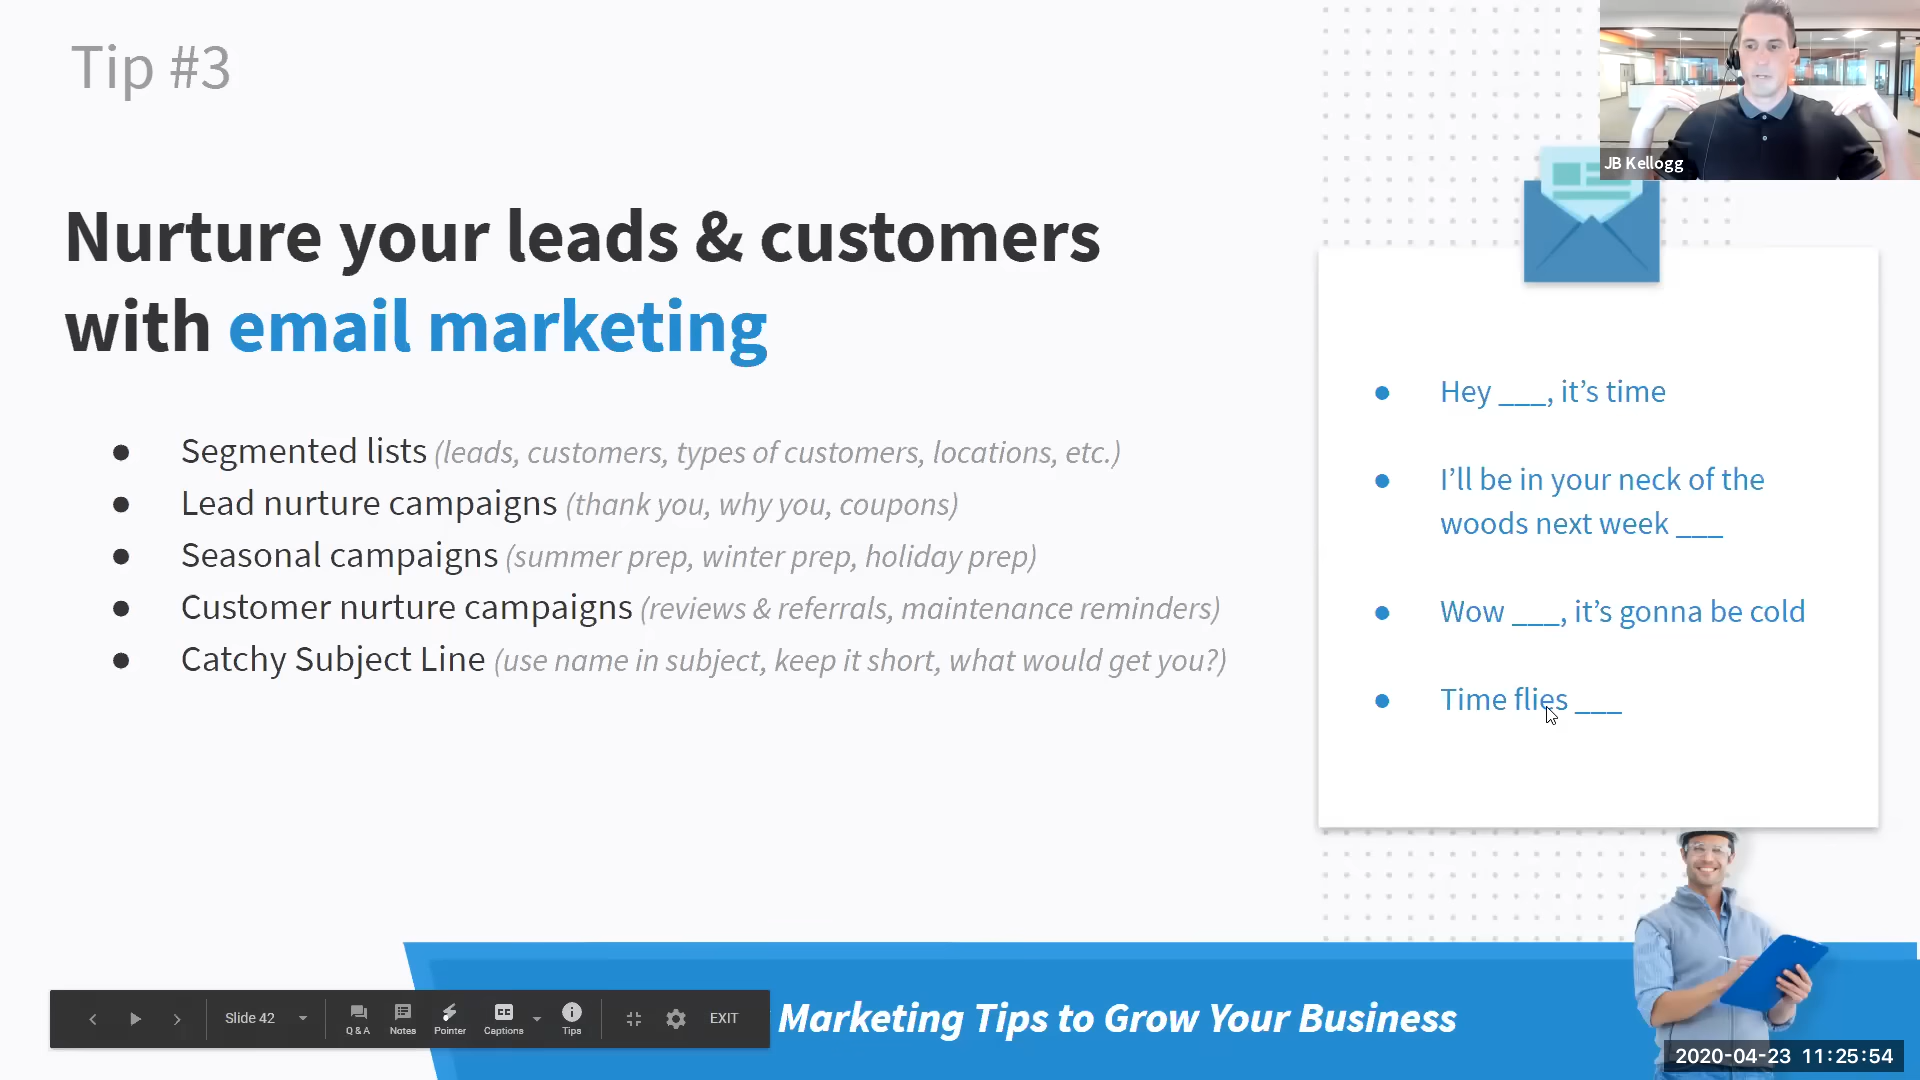 Tip #3
JB Kellogg
Nurture your leads & customers
with email marketing
● Segmented lists (leads, customers, types of customers, locations, etc.)
● Lead nurture campaigns (thank you, why you, coupons)
● Seasonal campaigns (summer prep, winter prep, holiday prep)
● Customer nurture campaigns (reviews & referrals, maintenance reminders)
● Catchy Subject Line (use name in subject, keep it short, what would get you?)
● Hey ___, it’s time
● I’ll be in your neck of the
woods next week ___
● Wow ___, it’s gonna be cold
● Time flies ___
Slide 42
Q & A
Notes
Pointer
CC
Captions
Tips
EXIT
Marketing Tips to Grow Your Business
2020-04-23 11:25:54